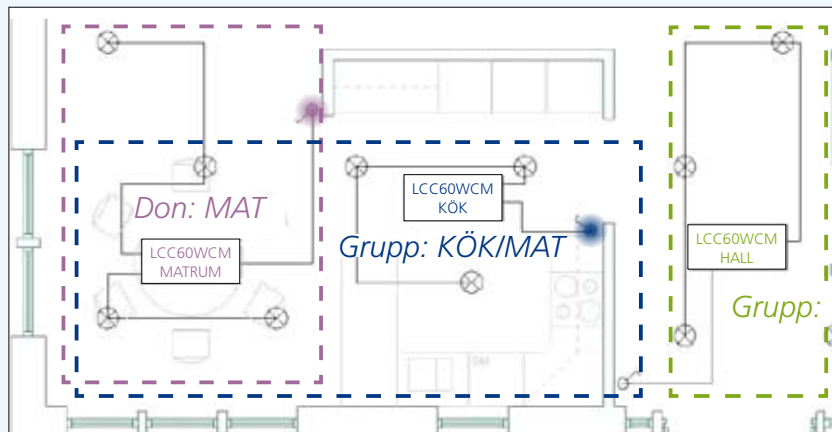 Don: MAT
LCC60WCM
MATRUM
LCC60WCM
KÖK
Grupp: KÖK/MAT
LCC60WCM
HALL
Grupp: